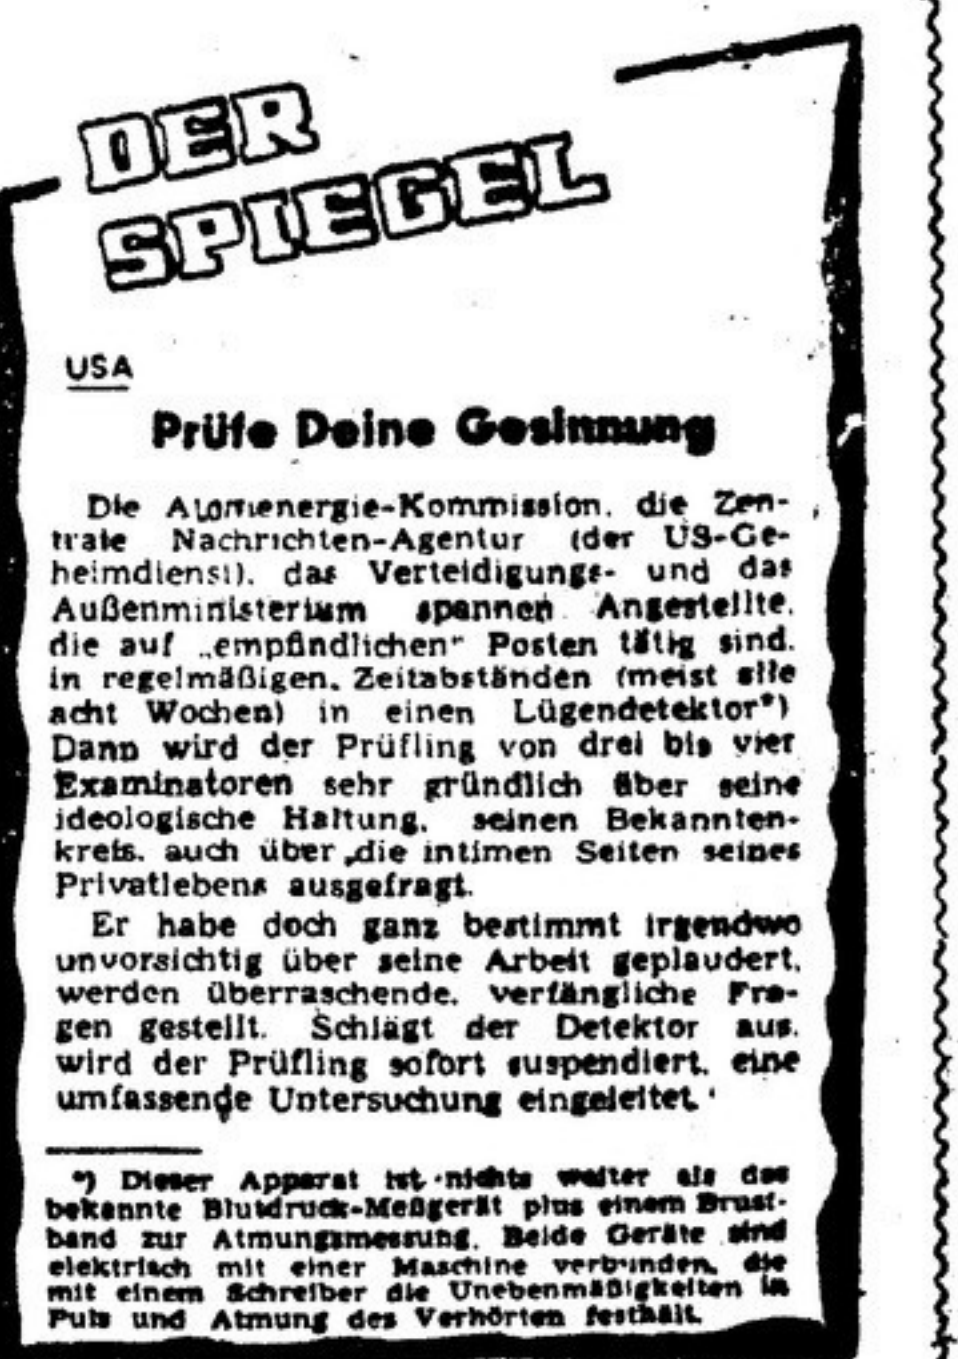 DER
SPIEGEL
USA
Prüfe Deine Gesinnung
Die Atomenergie-Kommission, die Zen-
trale Nachrichten-Agentur (der US-Ge-
heimdienst), das Verteidigungs- und das
Außenministerium spannen Angestellte,
die auf „empfindlichen" Posten tätig sind,
in regelmäßigen Zeitabständen (meist alle
acht Wochen) in einen Lügendetektor*)
Dann wird der Prüfling von drei bis vier
Examinatoren sehr gründlich über seine
ideologische Haltung, seinen Bekannten-
kreis, auch über die intimen Seiten seines
Privatlebens ausgefragt.
Er habe doch ganz bestimmt irgendwo
unvorsichtig über seine Arbeit geplaudert,
werden überraschende, verfängliche Fra-
gen gestellt. Schlägt der Detektor aus,
wird der Prüfling sofort suspendiert, eine
umfassende Untersuchung eingeleitet.
*) Dieser Apparat ist nichts weiter als das
bekannte Blutdruck-Meßgerät plus einem Brust-
band zur Atmungsmessung. Beide Geräte sind
elektrisch mit einer Maschine verbunden, die
mit einem Schreiber die Unebenmäßigkeiten in
Puls und Atmung des Verhörten festhält.